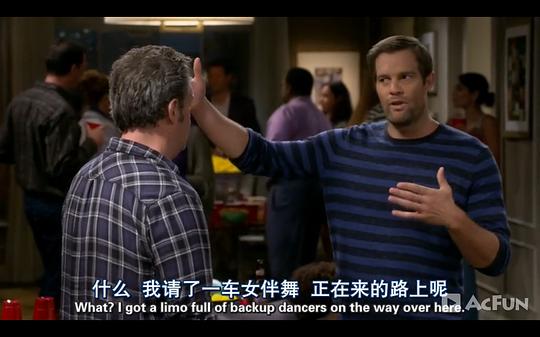 什么 我请了一车女伴舞 正在来的路上呢
What? I got a limo full of backup dancers on the way over here.
ACFUN